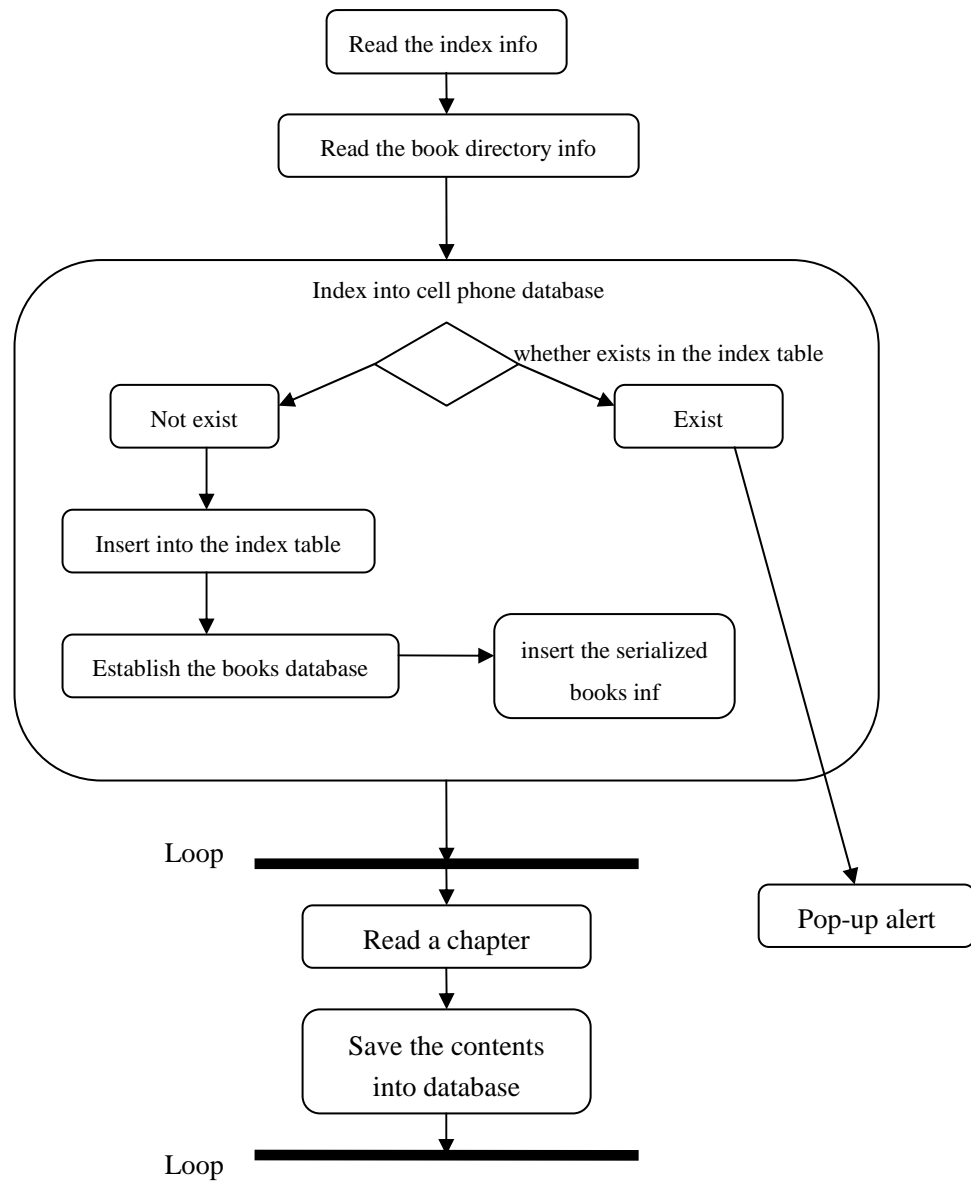 Read the index info
Read the book directory info
Index into cell phone database
whether exists in the index table
Not exist
Exist
Insert into the index table
Establish the books database
insert the serialized
books inf
Loop
Read a chapter
Pop-up alert
Save the contents
into database
Loop